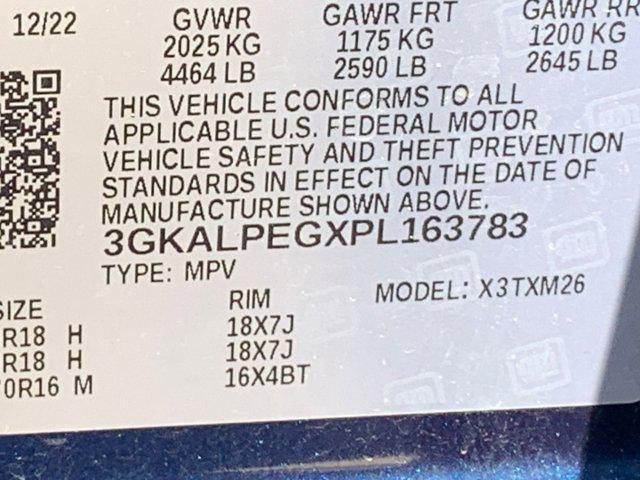 12/22 GVWR GAWR FRT GAWR RR
2025 KG 1175 KG 1200 KG
4464 LB 2590 LB 2645 LB
THIS VEHICLE CONFORMS TO ALL
APPLICABLE U.S. FEDERAL MOTOR
VEHICLE SAFETY AND THEFT PREVENTION
STANDARDS IN EFFECT ON THE DATE OF
MANUFACTURE SHOWN ABOVE.
3GKALPEGXPL163783
TYPE: MPV MODEL: X3TXM26
SIZE RIM
R18 H 18X7J
R18 H 18X7J
0R16 M 16X4BT